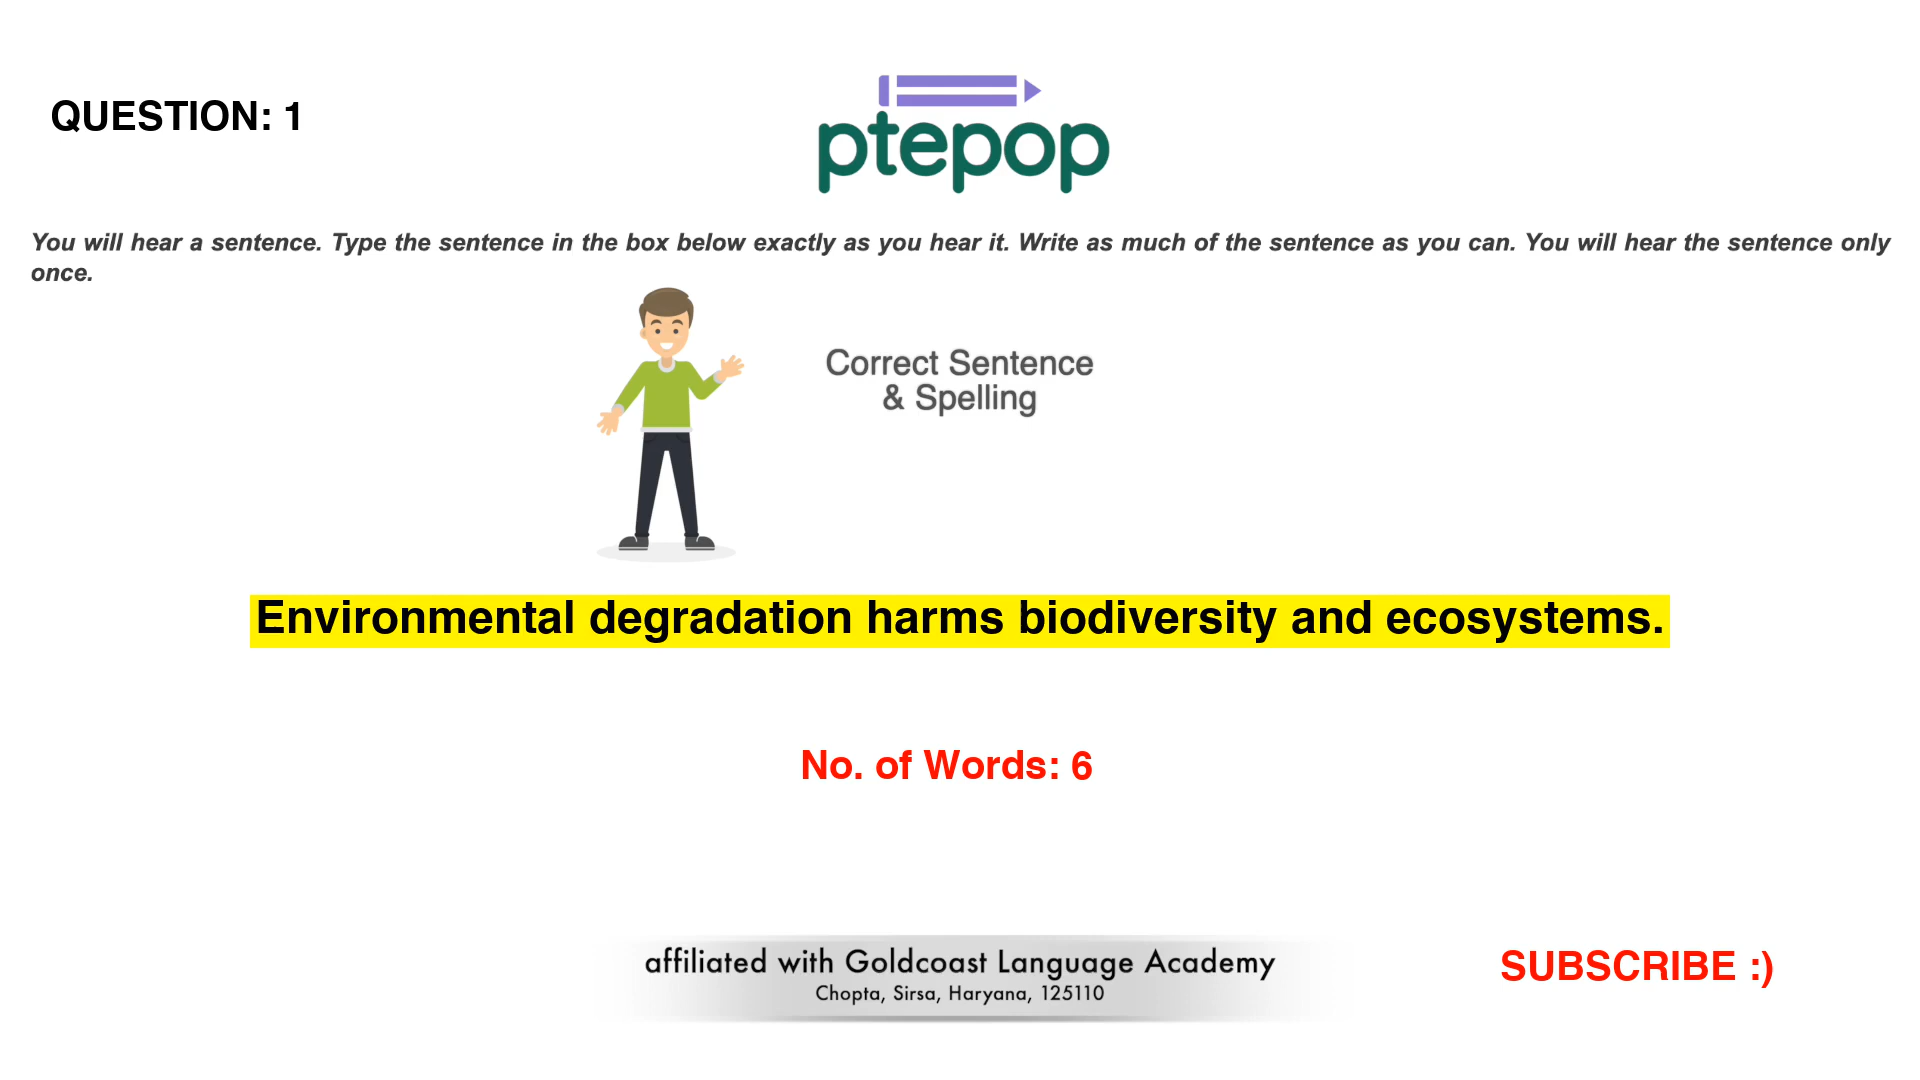 QUESTION: 1
ptepop
You will hear a sentence. Type the sentence in the box below exactly as you hear it. Write as much of the sentence as you can. You will hear the sentence only
once.
Correct Sentence
& Spelling
Environmental degradation harms biodiversity and ecosystems.
No. of Words: 6
affiliated with Goldcoast Language Academy
Chopta, Sirsa, Haryana, 125110
SUBSCRIBE :)